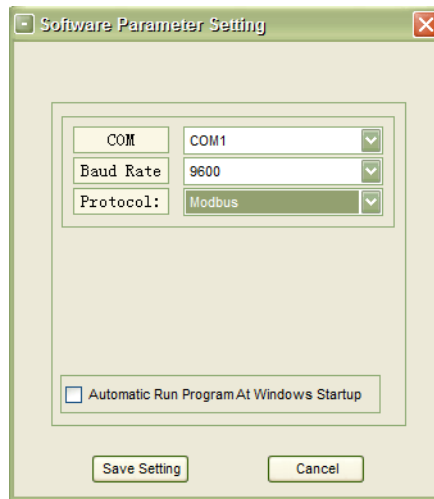 Software Parameter Setting
COM COM1
Baud Rate 9600
Protocol: Modbus
Automatic Run Program At Windows Startup
Save Setting Cancel